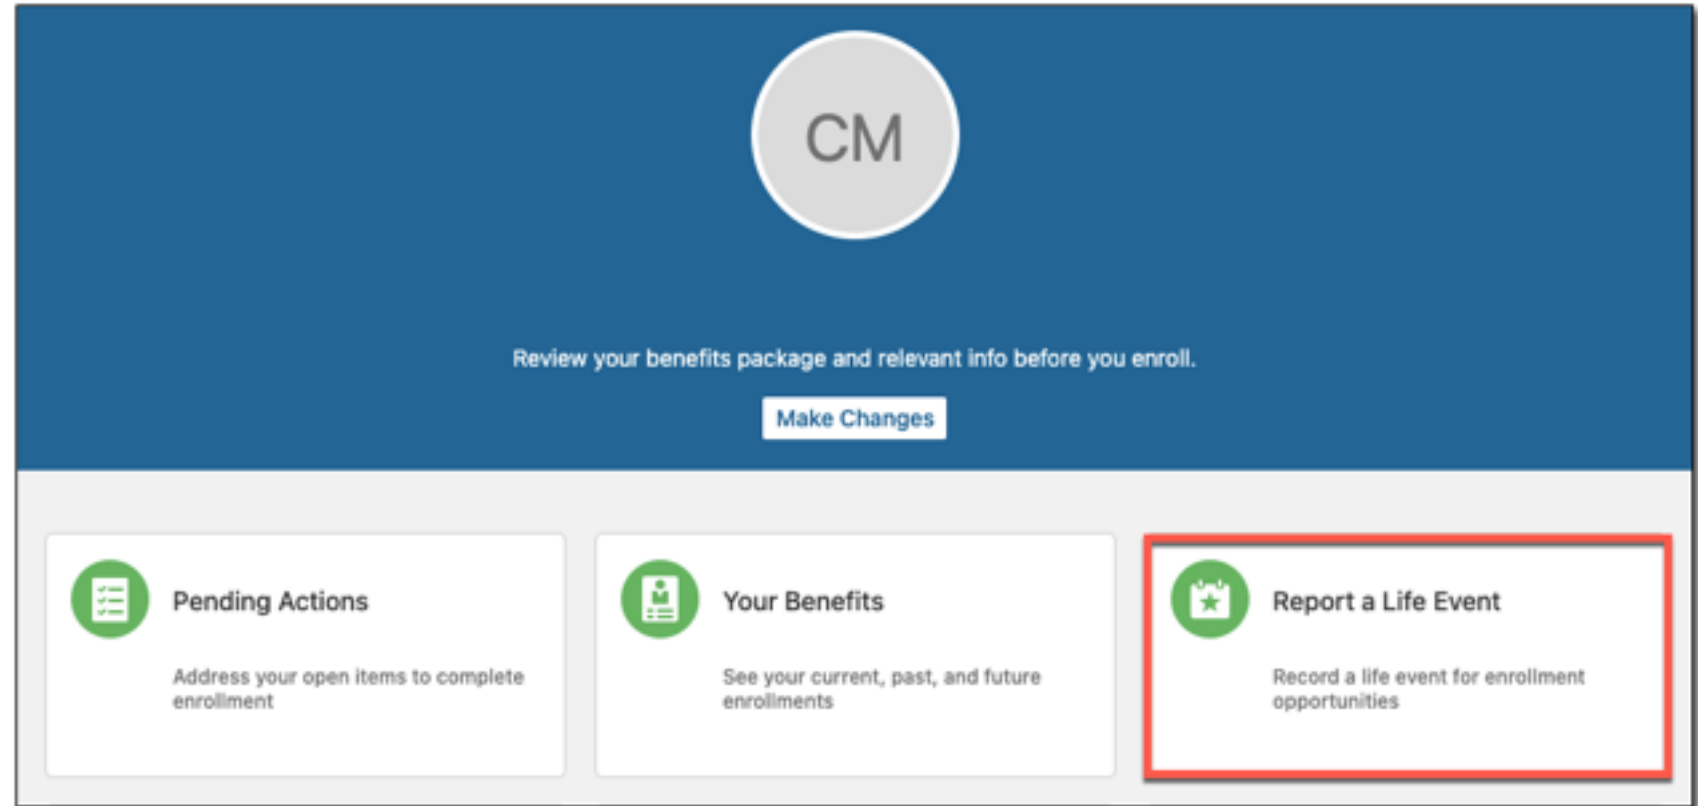 CM
Review your benefits package and relevant info before you enroll.
Make Changes
Pending Actions
Address your open items to complete
enrollment
Your Benefits
See your current, past, and future
enrollments
Report a Life Event
Record a life event for enrollment
opportunities